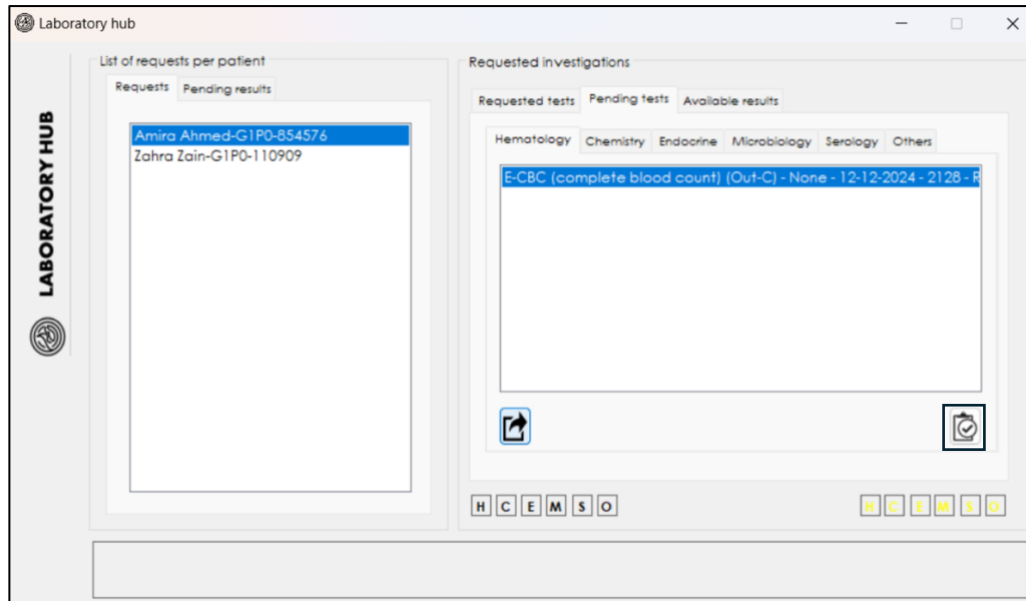 Laboratory hub
LABORATORY HUB
List of requests per patient
Requests Pending results
Amira Ahmed-G1P0-854576
Zahra Zain-G1P0-110909
Requested investigations
Requested tests Pending tests Available results
Hematology Chemistry Endocrine Microbiology Serology Others
E-CBC (complete blood count) (Out-C) - None - 12-12-2024 - 2128 - R
H C E M S O
H C E M S O